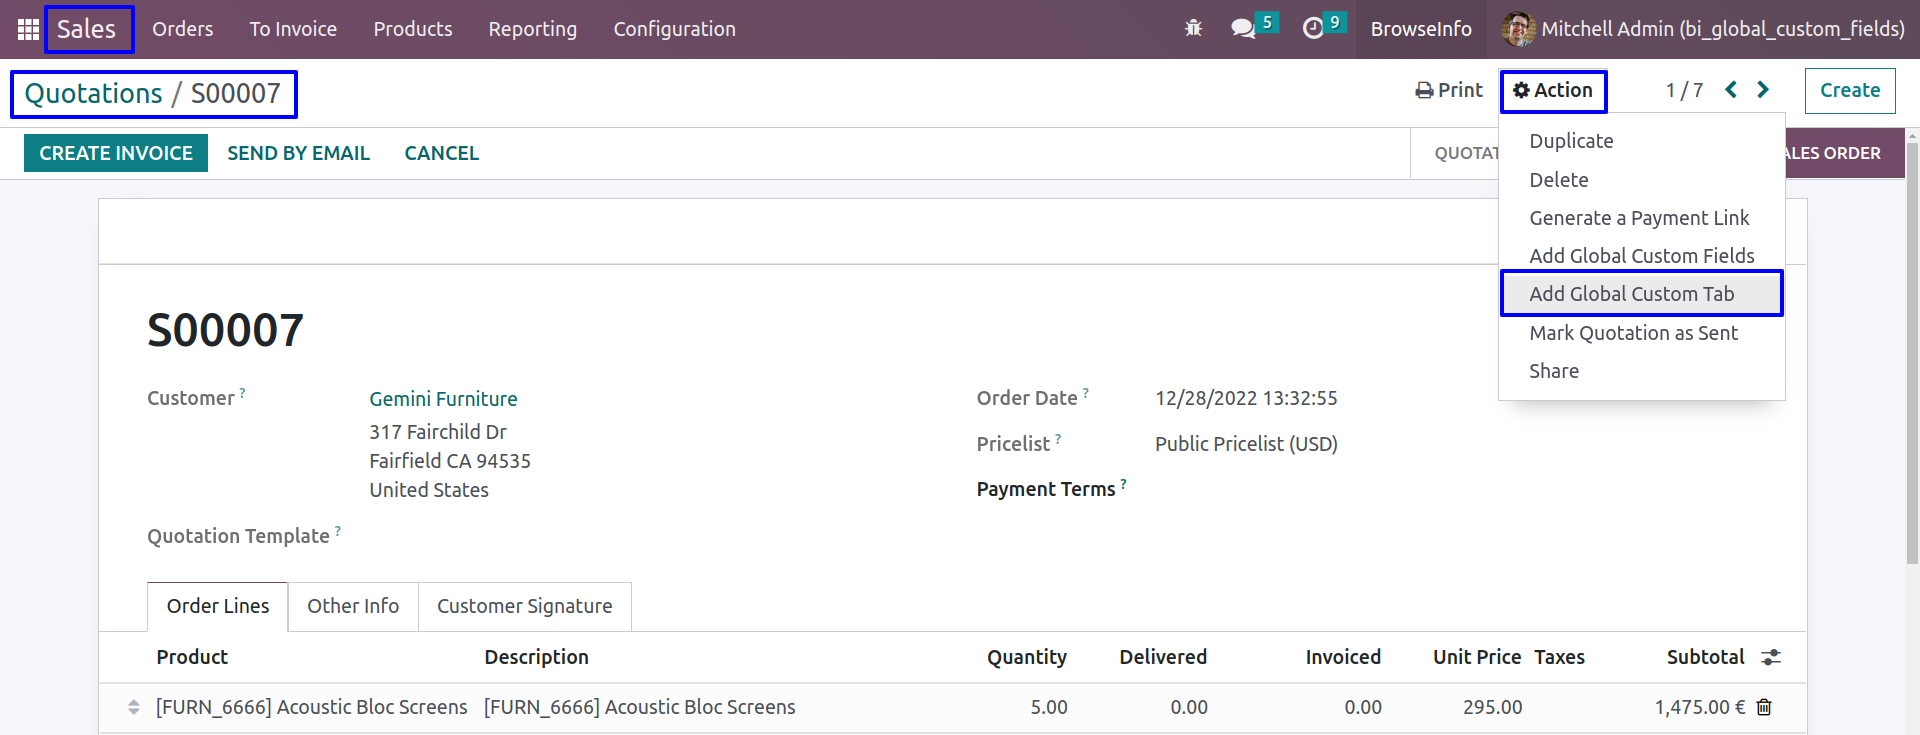 Sales Orders To Invoice Products Reporting Configuration 5 9 BrowseInfo Mitchell Admin (bi_global_custom_fields)
Quotations / S00007 Print Action 1 / 7 Create
CREATE INVOICE SEND BY EMAIL CANCEL QUOTAT ALES ORDER
Duplicate
Delete
Generate a Payment Link
Add Global Custom Fields
Add Global Custom Tab
Mark Quotation as Sent
Share
S00007
Customer ? Gemini Furniture
317 Fairchild Dr
Fairfield CA 94535
United States
Order Date ? 12/28/2022 13:32:55
Pricelist ? Public Pricelist (USD)
Payment Terms ?
Quotation Template ?
Order Lines Other Info Customer Signature
Product Description Quantity Delivered Invoiced Unit Price Taxes Subtotal
[FURN_6666] Acoustic Bloc Screens [FURN_6666] Acoustic Bloc Screens 5.00 0.00 0.00 295.00 1,475.00 €